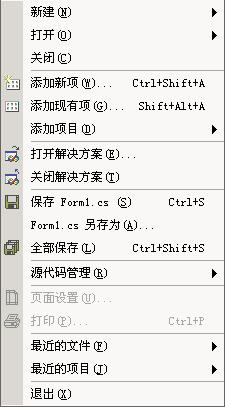 新建(N)
打开(O)
关闭(C)
添加新项(W)... Ctrl+Shift+A
添加现有项(G)... Shift+Alt+A
添加项目(D)
打开解决方案(E)...
关闭解决方案(T)
保存 Form1.cs (S) Ctrl+S
Form1.cs 另存为(A)...
全部保存(L) Ctrl+Shift+S
源代码管理(R)
页面设置(U)...
打印(P)... Ctrl+P
最近的文件(F)
最近的项目(J)
退出(X)